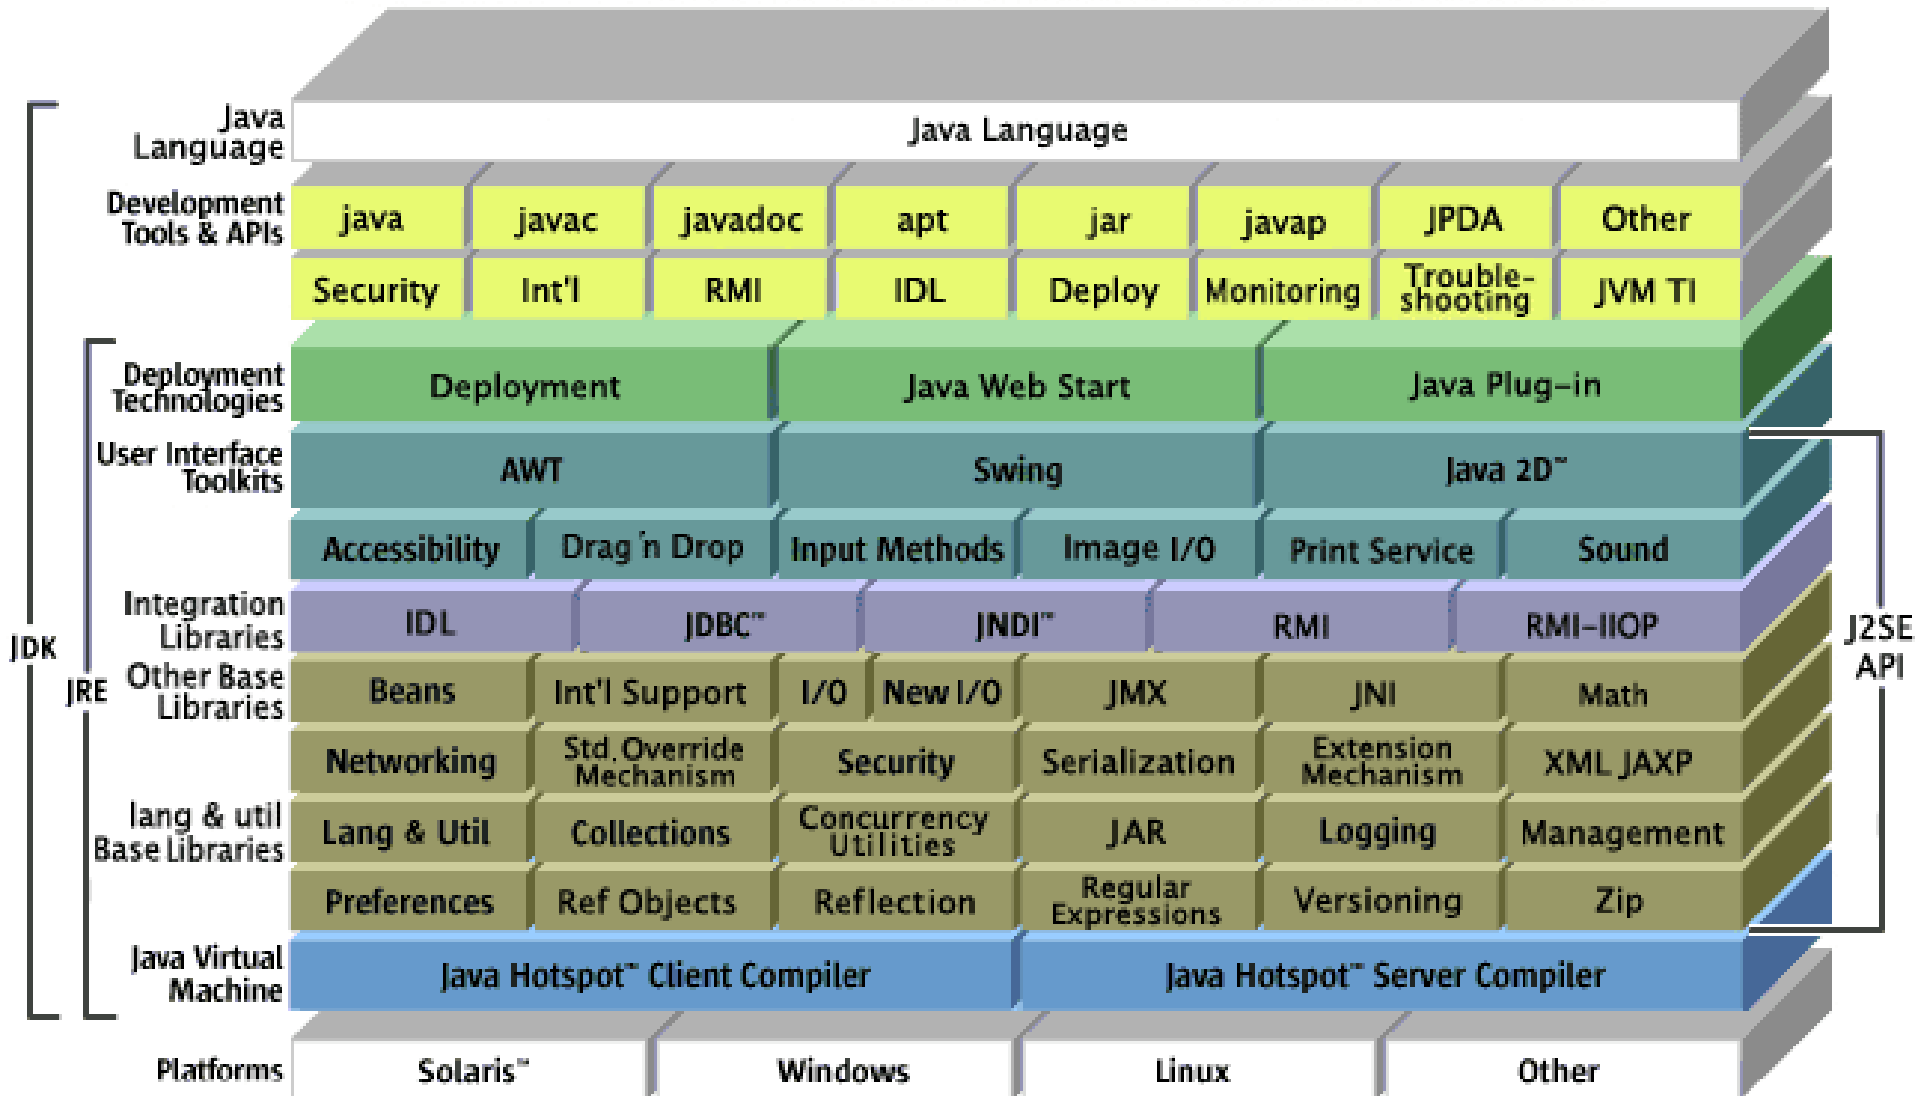 Java
Language
Java Language
Development
Tools & APIs
java
javac
javadoc
apt
jar
javap
JPDA
Other
Security
Int'l
RMI
IDL
Deploy
Monitoring
Trouble-
shooting
JVM TI
Deployment
Technologies
Deployment
Java Web Start
Java Plug-in
User Interface
Toolkits
AWT
Swing
Java 2D™
Accessibility
Drag 'n Drop
Input Methods
Image I/O
Print Service
Sound
Integration
Libraries
IDL
JDBC™
JNDI™
RMI
RMI-IIOP
JDK
JRE
J2SE
API
Other Base
Libraries
Beans
Int'l Support
I/O
New I/O
JMX
JNI
Math
Networking
Std. Override
Mechanism
Security
Serialization
Extension
Mechanism
XML JAXP
lang & util
Base Libraries
Lang & Util
Collections
Concurrency
Utilities
JAR
Logging
Management
Preferences
Ref Objects
Reflection
Regular
Expressions
Versioning
Zip
Java Virtual
Machine
Java Hotspot™ Client Compiler
Java Hotspot™ Server Compiler
Platforms
Solaris™
Windows
Linux
Other